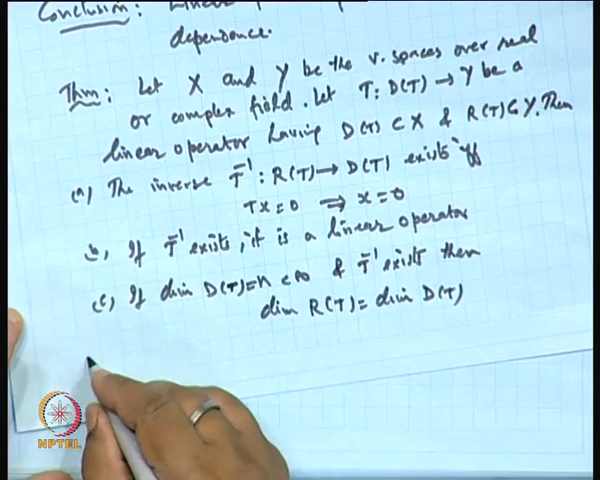 Conclusion: Linear
dependence.
Thm: Let X and Y be the v. spaces over real
or complex field. Let T: D(T) → Y be a
linear operator having D(T) ⊂ X & R(T) ⊆ Y. Then
(a) The inverse T⁻¹: R(T) → D(T) exists iff
Tx = 0 ⟹ x = 0
(b) If T⁻¹ exists, it is a linear operator
(c) If dim D(T) = n < ∞ & T⁻¹ exist then
dim R(T) = dim D(T)
NPTEL